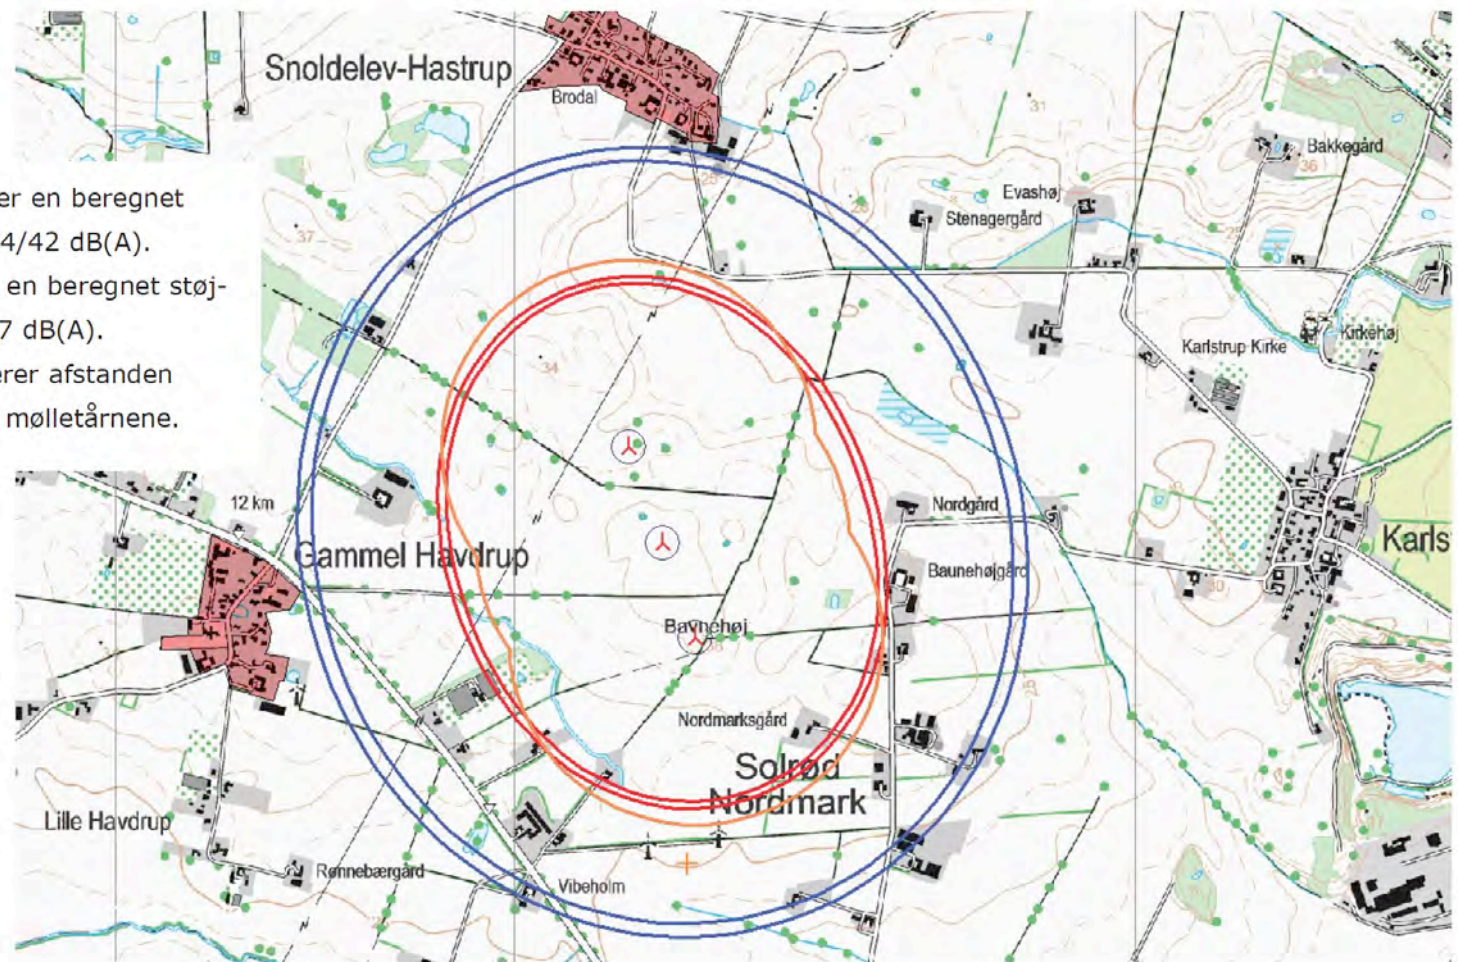 Snoldelev-Hastrup
Brodal
31
Bakkegård
36
er en beregnet
4/42 dB(A).
en beregnet støj-
7 dB(A).
erer afstanden
mølletårnene.
Evashøj
Stenagergård
37
Karlstrup Kirke
Kirkehøj
34
12 km
Gammel Havdrup
Nordgård
Karls
Baunehøjgård
Bavnehøj
Nordmarksgård
Solrød
Nordmark
Lille Havdrup
Rønnebærgård
Vibeholm